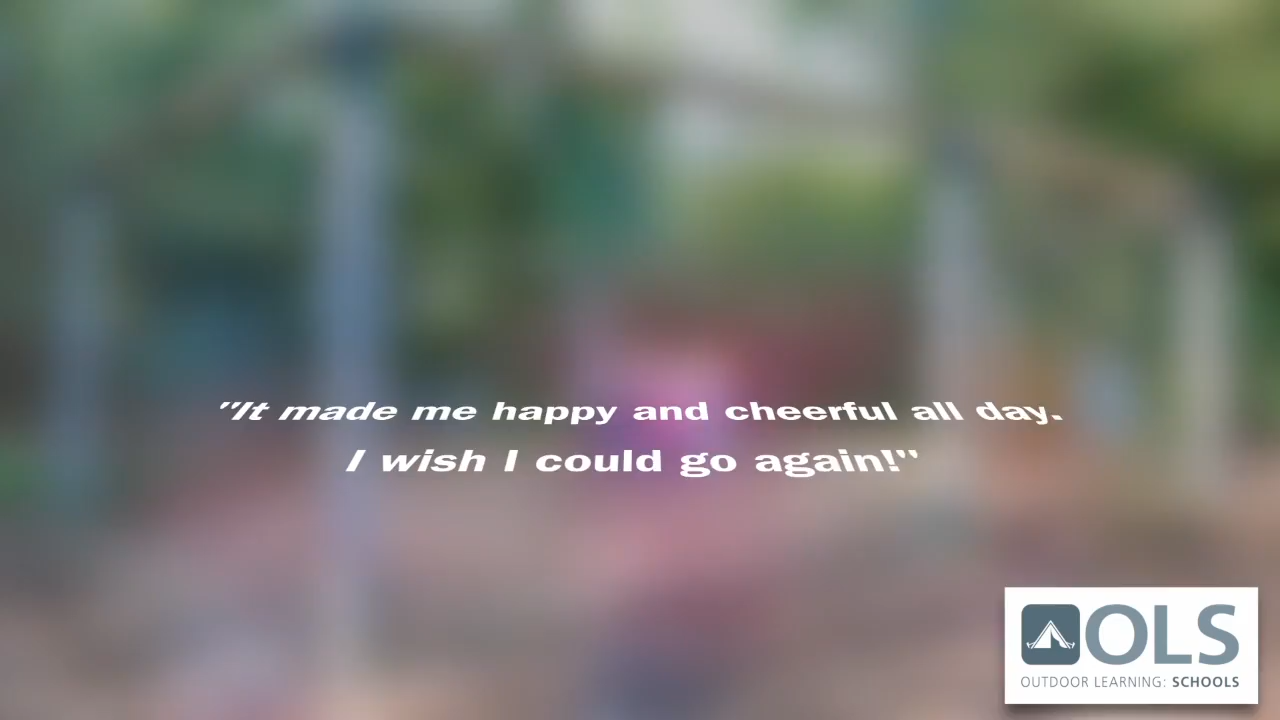 "It made me happy and cheerful all day.
I wish I could go again!"
OLS
OUTDOOR LEARNING: SCHOOLS